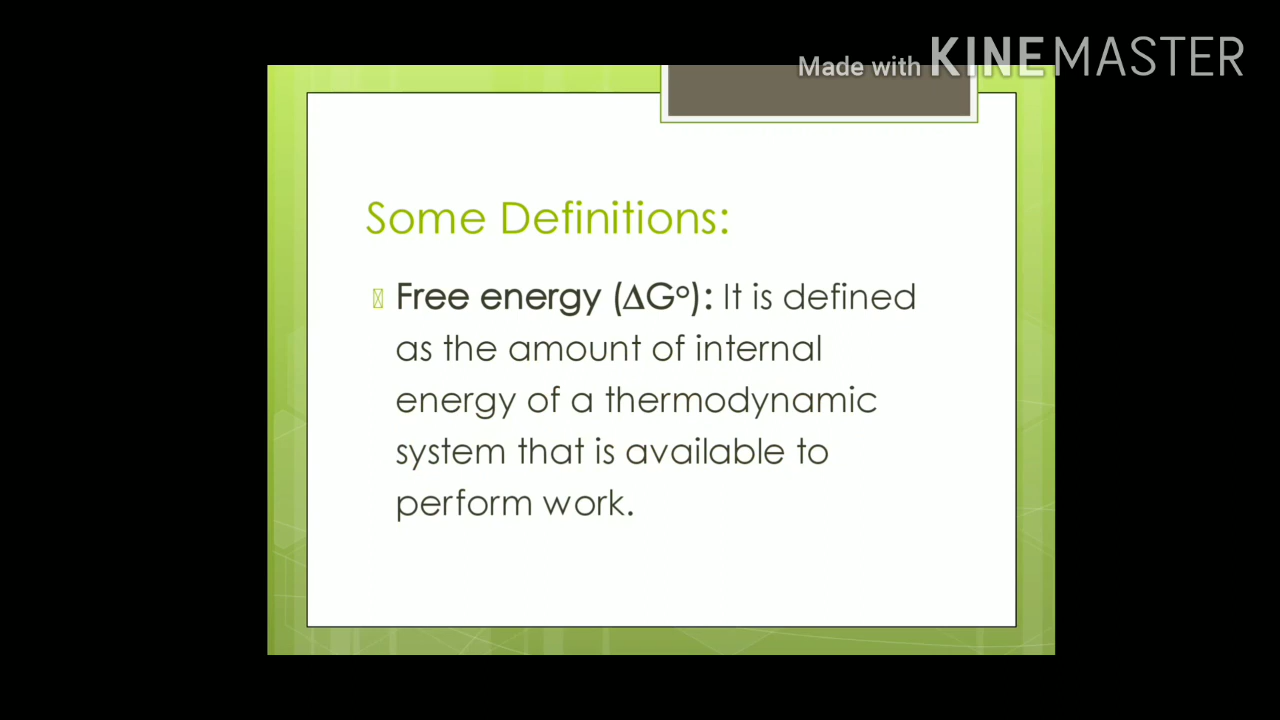 Made with KINEMASTER
Some Definitions:
Free energy (ΔGº): It is defined
as the amount of internal
energy of a thermodynamic
system that is available to
perform work.